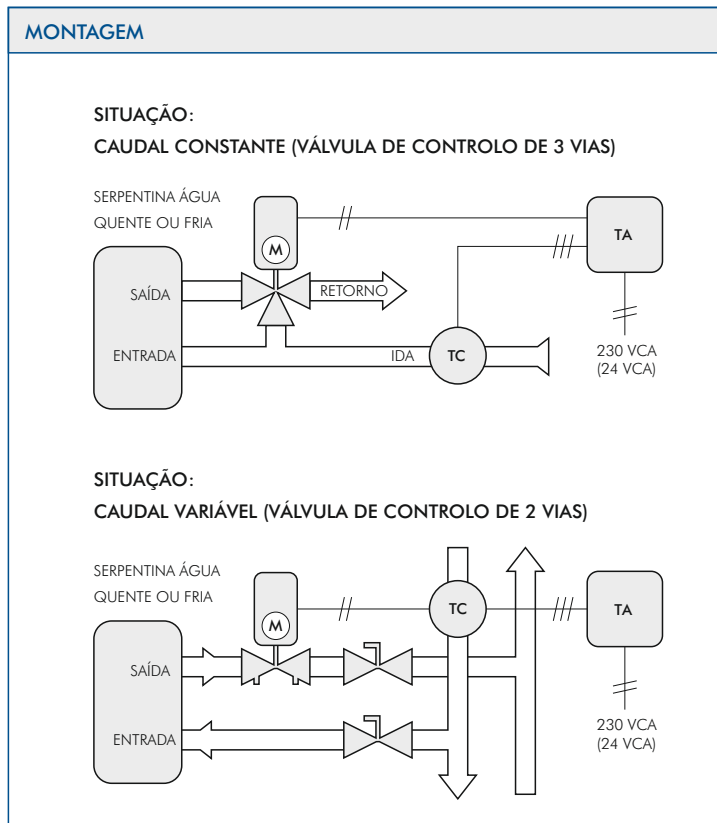 MONTAGEM
SITUAÇÃO:
CAUDAL CONSTANTE (VÁLVULA DE CONTROLO DE 3 VIAS)
SERPENTINA ÁGUA
QUENTE OU FRIA
M
TA
SAÍDA
RETORNO
ENTRADA
IDA
TC
230 VCA
(24 VCA)
SITUAÇÃO:
CAUDAL VARIÁVEL (VÁLVULA DE CONTROLO DE 2 VIAS)
SERPENTINA ÁGUA
QUENTE OU FRIA
M
TC
TA
SAÍDA
ENTRADA
230 VCA
(24 VCA)